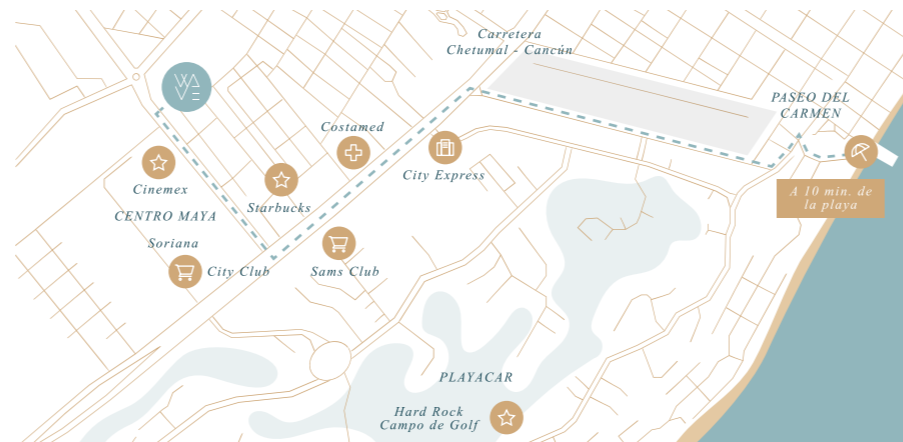 Carretera
Chetumal - Cancún
PASEO DEL
CARMEN
Costamed
City Express
Cinemex
Starbucks
A 10 min. de
la playa
CENTRO MAYA
Soriana
City Club
Sams Club
PLAYACAR
Hard Rock
Campo de Golf